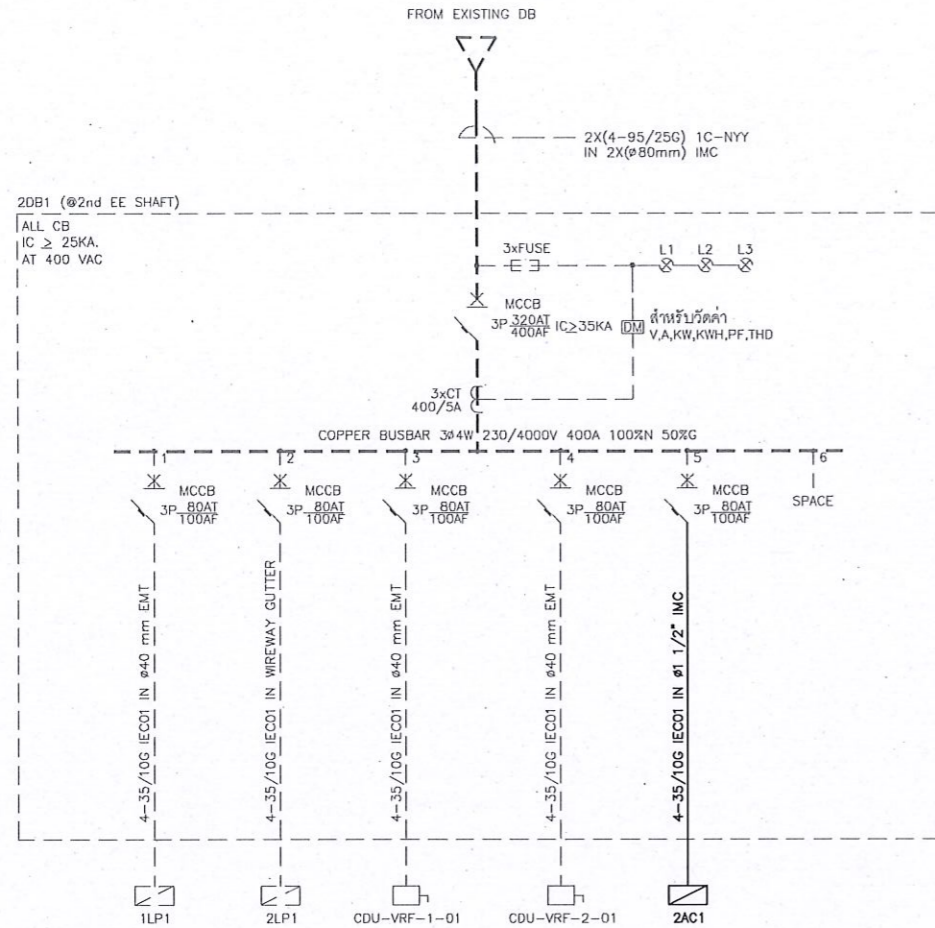 FROM EXISTING DB
2X(4-95/25G) 1C-NYY
IN 2X(ø80mm) IMC
2DB1 (@2nd EE SHAFT)
ALL CB
IC ≥ 25KA.
AT 400 VAC
3xFUSE
L1 L2 L3
MCCB
3P 320AT
400AF
IC≥35KA
DM
สำหรับวัดค่า
V,A,KW,KWH,PF,THD
3xCT
400/5A
COPPER BUSBAR 3ø4W 230/4000V 400A 100%N 50%G
1 2 3 4 5 6
MCCB
3P 80AT
100AF
MCCB
3P 80AT
100AF
MCCB
3P 80AT
100AF
MCCB
3P 80AT
100AF
MCCB
3P 80AT
100AF
SPACE
4-35/10G IEC01 IN ø40 mm EMT
4-35/10G IEC01 IN WIREWAY GUTTER
4-35/10G IEC01 IN ø40 mm EMT
4-35/10G IEC01 IN ø40 mm EMT
4-35/10G IEC01 IN ø1 1/2" IMC
1LP1
2LP1
CDU-VRF-1-01
CDU-VRF-2-01
2AC1